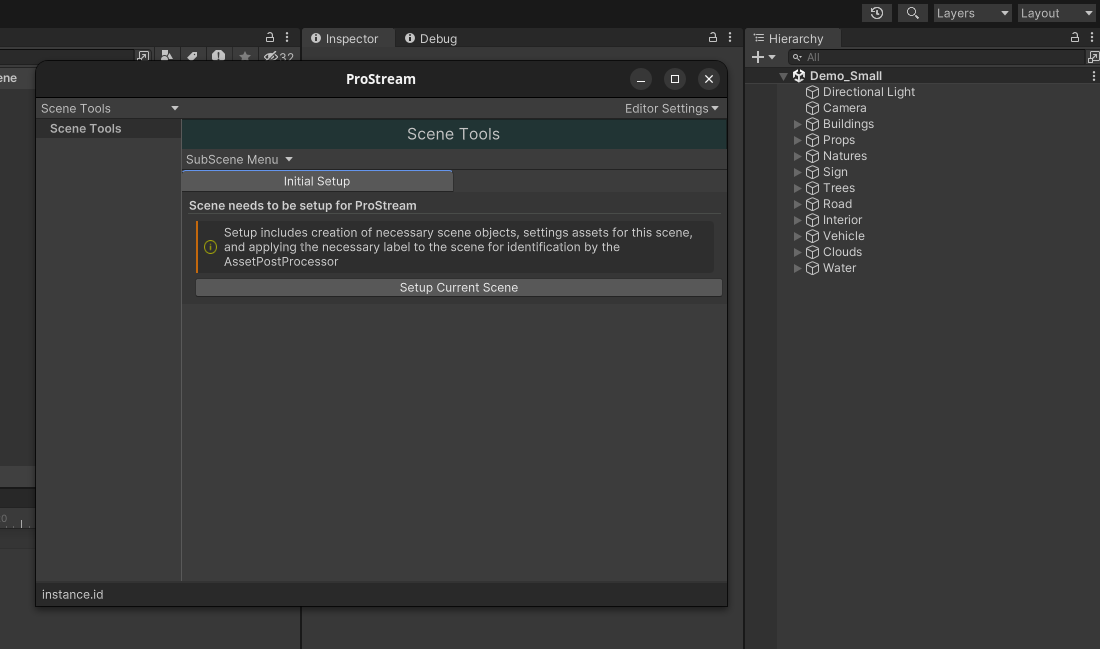 Layers
Layout
Inspector
Debug
Hierarchy
32
All
ene
ProStream
Demo_Small
Directional Light
Scene Tools
Editor Settings
Camera
Scene Tools
Scene Tools
Buildings
Props
SubScene Menu
Natures
Initial Setup
Sign
Trees
Scene needs to be setup for ProStream
Road
Interior
Setup includes creation of necessary scene objects, settings assets for this scene,
Vehicle
and applying the necessary label to the scene for identification by the
Clouds
AssetPostProcessor
Water
Setup Current Scene
0
instance.id